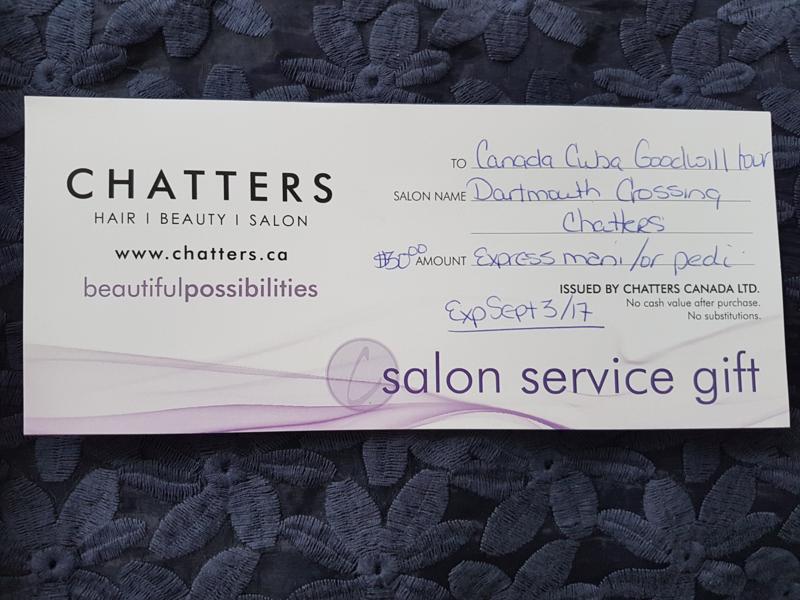 CHATTERS
HAIR | BEAUTY | SALON
www.chatters.ca
beautifulpossibilities
TO Canada Cuba Goodwill tour
SALON NAME Dartmouth Crossing
Chatters
$30.00 AMOUNT Express mani/or pedi
ISSUED BY CHATTERS CANADA LTD.
No cash value after purchase.
No substitutions.
Exp Sept 3/17
C salon service gift